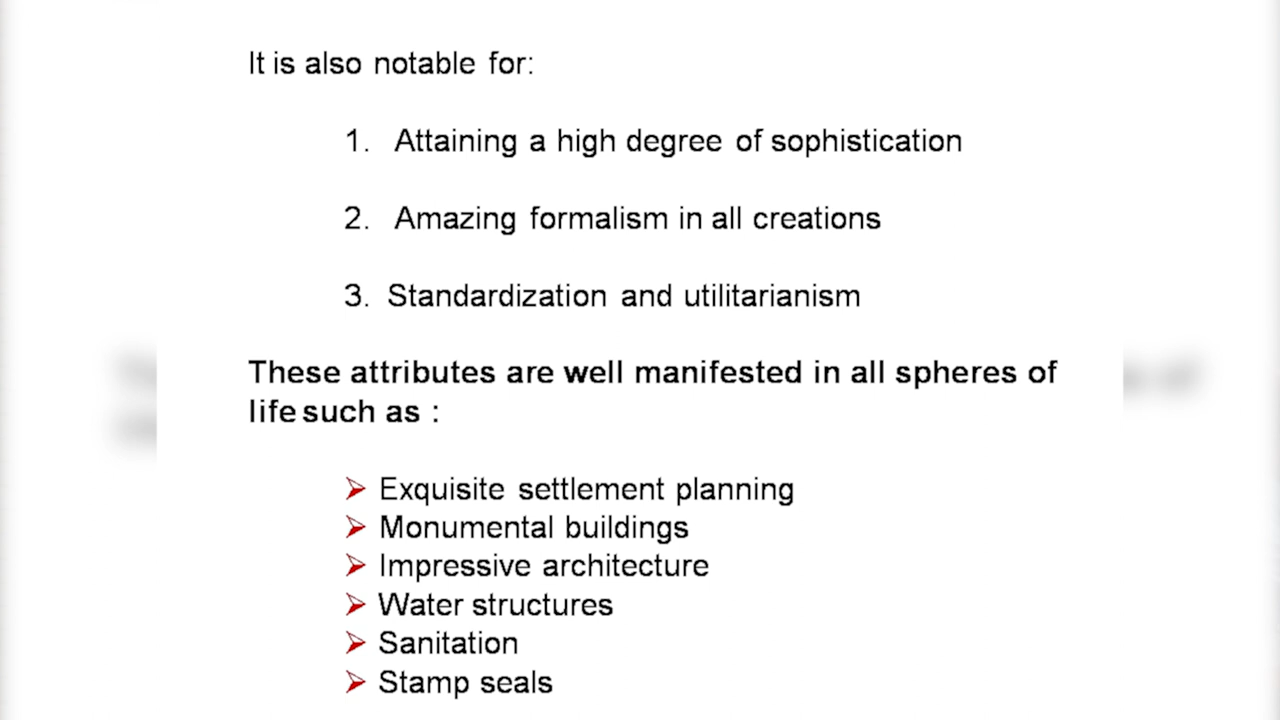 It is also notable for:
1. Attaining a high degree of sophistication
2. Amazing formalism in all creations
3. Standardization and utilitarianism
These attributes are well manifested in all spheres of
life such as :
➢ Exquisite settlement planning
➢ Monumental buildings
➢ Impressive architecture
➢ Water structures
➢ Sanitation
➢ Stamp seals